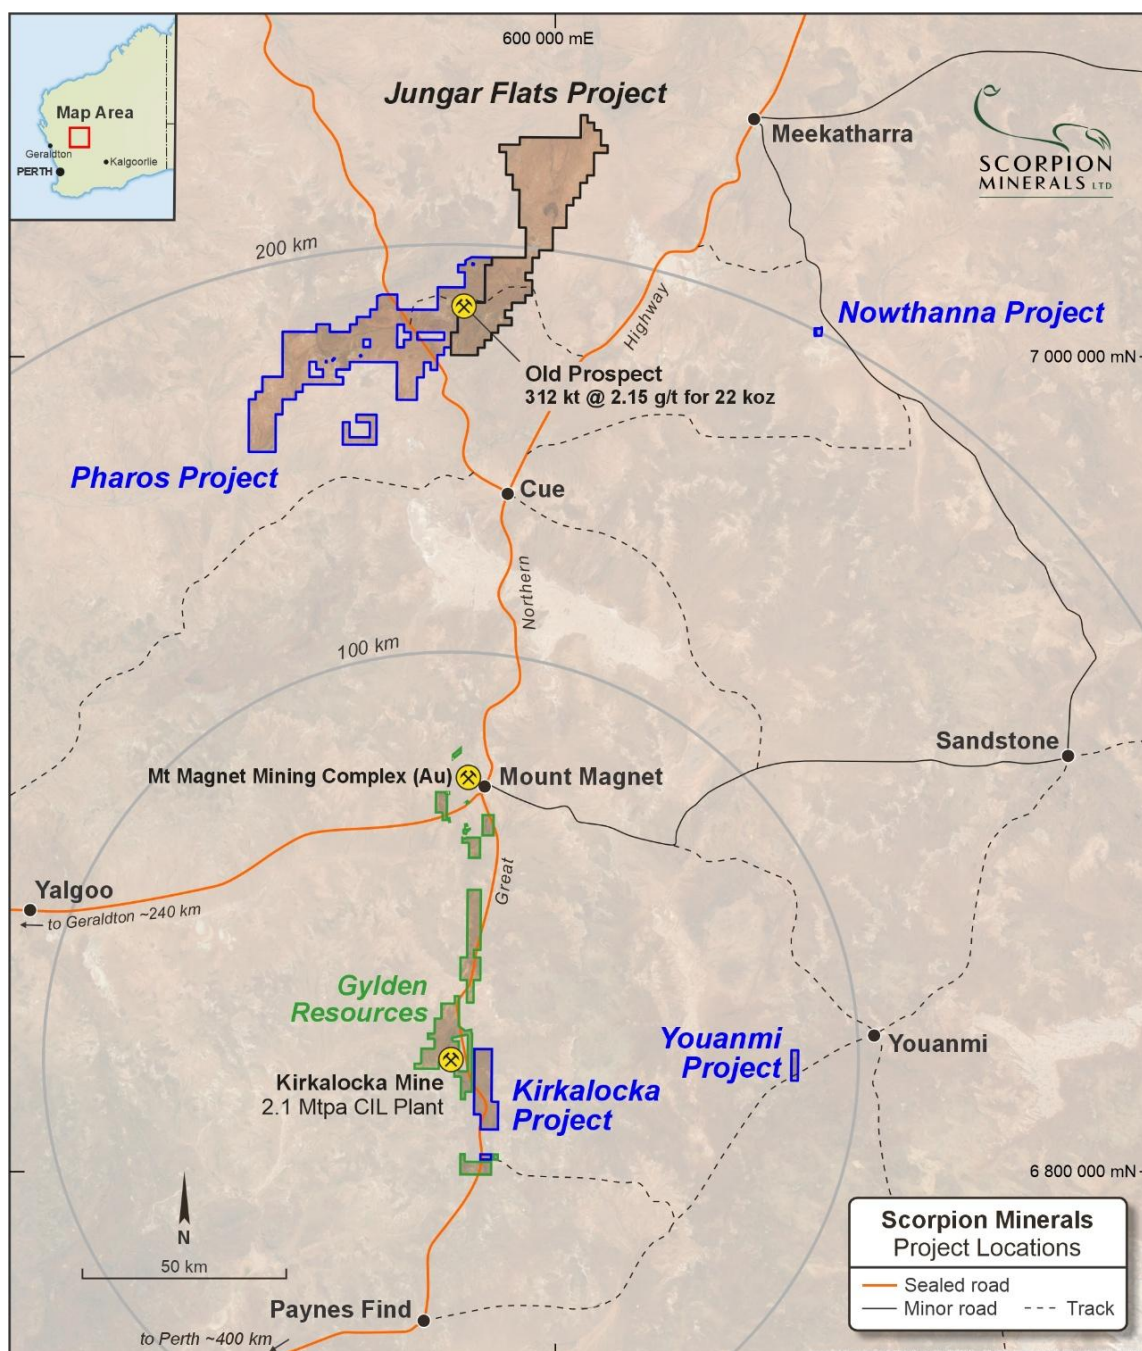 600 000 mE
Map Area
Geraldton
Kalgoorlie
PERTH
Jungar Flats Project
Meekatharra
SCORPION
MINERALS LTD
200 km
Highway
Nowthanna Project
7 000 000 mN
Old Prospect
312 kt @ 2.15 g/t for 22 koz
Pharos Project
Cue
Northern
100 km
Sandstone
Mt Magnet Mining Complex (Au)
Mount Magnet
Great
Yalgoo
to Geraldton ~240 km
Gylden
Resources
Youanmi
Project
Youanmi
Kirkalocka Mine
2.1 Mtpa CIL Plant
Kirkalocka
Project
6 800 000 mN
N
50 km
Paynes Find
to Perth ~400 km
Scorpion Minerals
Project Locations
Sealed road
Minor road
Track